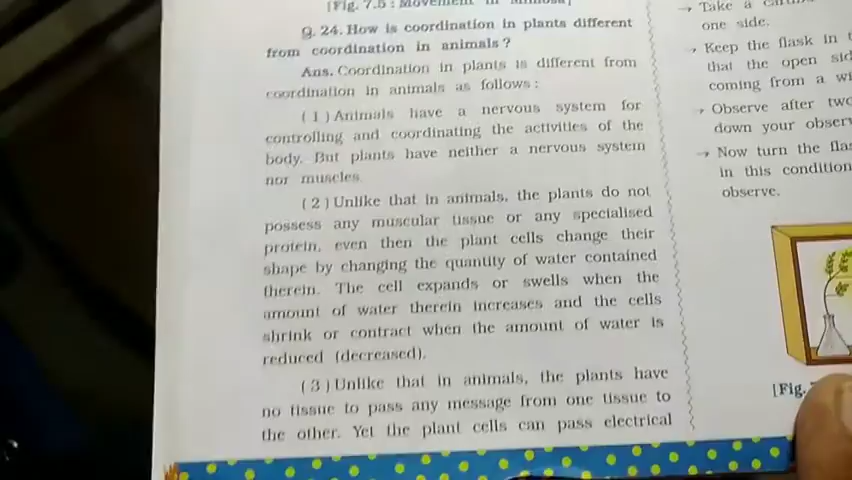 [Fig. 7.5 : Movement in Mimosa]
Q. 24. How is coordination in plants different
from coordination in animals ?
Ans. Coordination in plants is different from
coordination in animals as follows :
( 1 ) Animals have a nervous system for
controlling and coordinating the activities of the
body. But plants have neither a nervous system
nor muscles.
( 2 ) Unlike that in animals, the plants do not
possess any muscular tissue or any specialised
protein, even then the plant cells change their
shape by changing the quantity of water contained
therein. The cell expands or swells when the
amount of water therein increases and the cells
shrink or contract when the amount of water is
reduced (decreased).
( 3 ) Unlike that in animals, the plants have
no tissue to pass any message from one tissue to
the other. Yet the plant cells can pass electrical
→ Take a
one side.
→ Keep the flask in
that the open
coming from a
→ Observe after
down your
→ Now turn the
in this condition
observe.
[Fig.